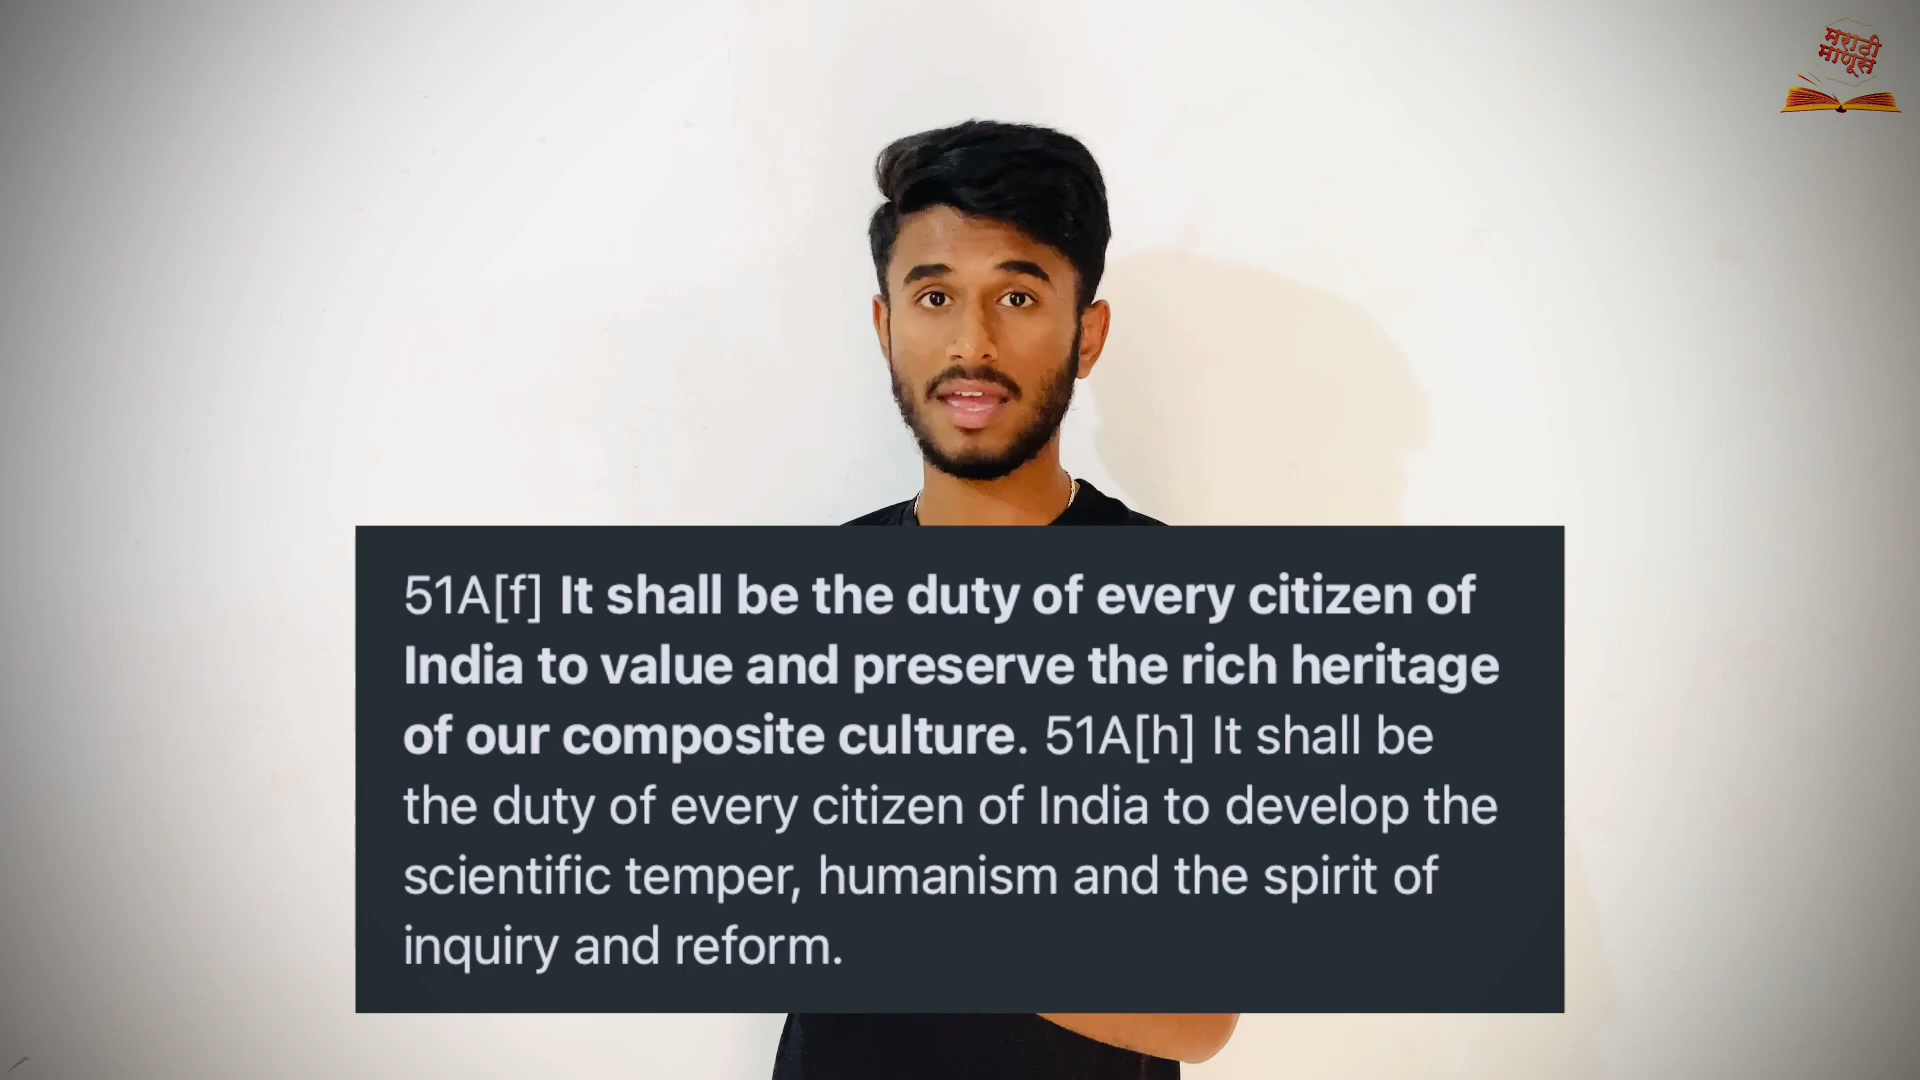 मराठी
माणूस
51A[f] It shall be the duty of every citizen of
India to value and preserve the rich heritage
of our composite culture. 51A[h] It shall be
the duty of every citizen of India to develop the
scientific temper, humanism and the spirit of
inquiry and reform.